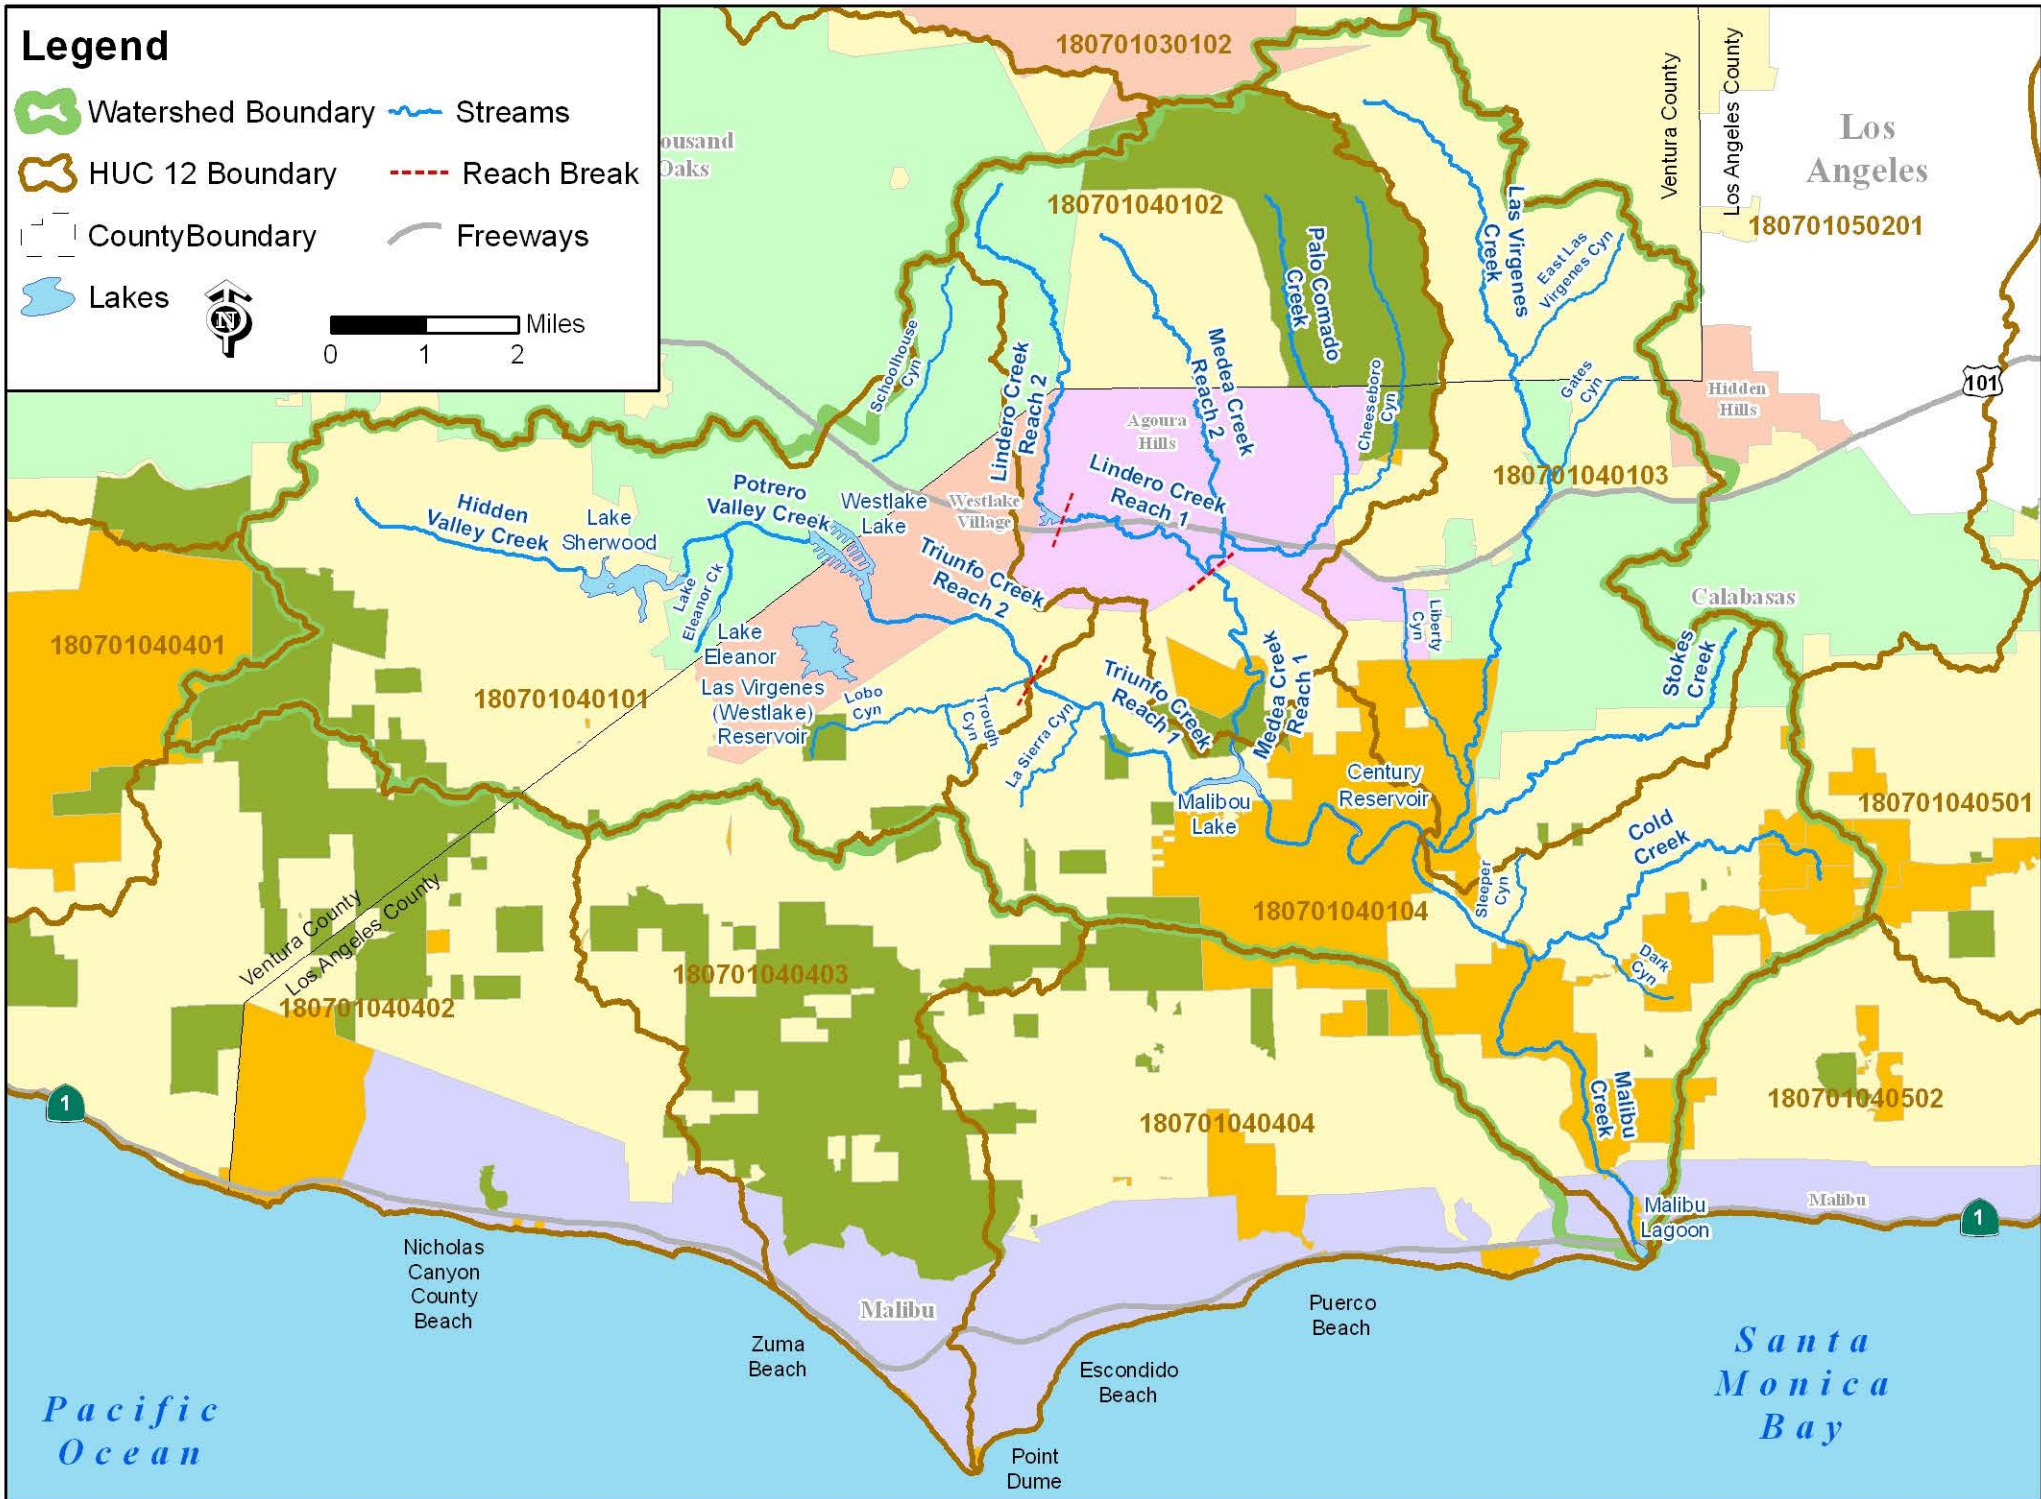 Legend
Watershed Boundary
Streams
HUC 12 Boundary
Reach Break
CountyBoundary
Freeways
Lakes
N
Miles
0 1 2
180701030102
ousand
Oaks
Ventura County
Los Angeles County
Los
Angeles
180701050201
180701040102
Las Virgenes
Creek
East Las
Virgenes Cyn
Palo Comado
Creek
Schoolhouse
Cyn
Lindero Creek
Reach 2
Medea Creek
Reach 2
Cheeseboro
Cyn
Gates
Cyn
Hidden
Hills
101
Agoura
Hills
Lindero Creek
Reach 1
180701040103
Hidden
Valley Creek
Lake
Sherwood
Potrero
Valley Creek
Westlake
Lake
Westlake
Village
Triunfo Creek
Reach 2
Lake
Eleanor Ck
Lake
Eleanor
Las Virgenes
(Westlake)
Reservoir
Lobo
Cyn
Trough
Cyn
La Sierra Cyn
Triunfo Creek
Reach 1
Medea Creek
Reach 1
Liberty
Cyn
Calabasas
Stokes
Creek
180701040401
180701040101
Malibou
Lake
Century
Reservoir
Cold
Creek
180701040501
Sleeper
Cyn
Dark
Cyn
180701040104
Ventura County
Los Angeles County
180701040402
180701040403
180701040404
Malibu
Creek
180701040502
1
Malibu
Lagoon
Malibu
1
Nicholas
Canyon
County
Beach
Malibu
Zuma
Beach
Escondido
Beach
Puerco
Beach
Point
Dume
Pacific
Ocean
Santa
Monica
Bay